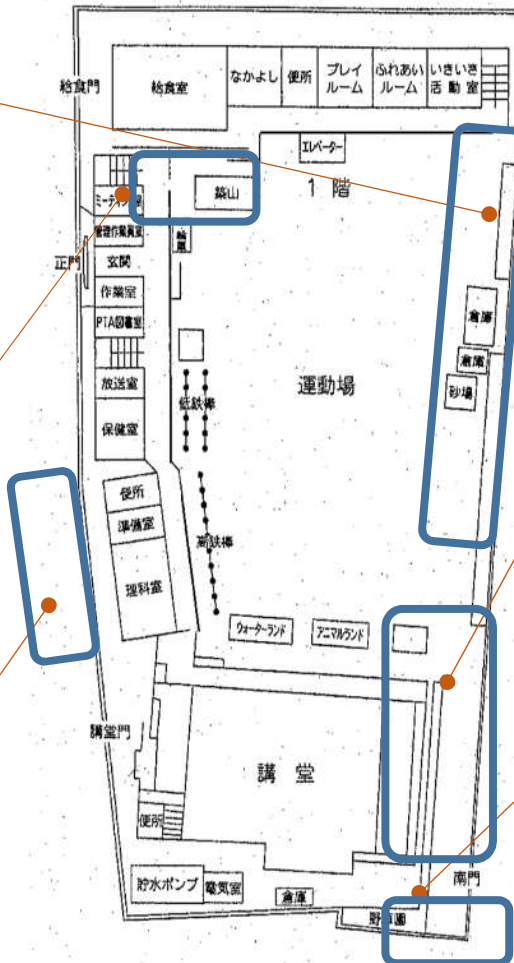 給食門
給食室
なかよし
便所
プレイ
ルーム
ふれあい
ルーム
いきいき
活動室
エレベーター
1階
築山
管理作業員室
正門
玄関
作業室
PTA図書室
放送室
保健室
倉庫
倉庫
砂場
運動場
低鉄棒
高鉄棒
便所
準備室
理科室
ウォーターランド
アニマルランド
講堂門
講堂
便所
貯水ポンプ
電気室
倉庫
南門